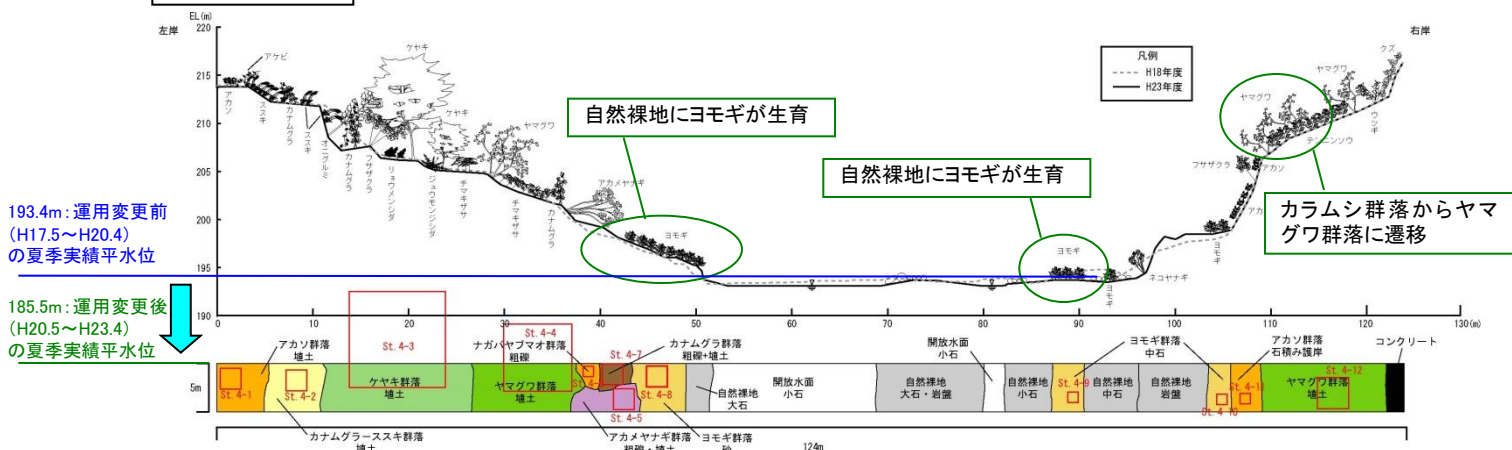 EL(m)
220
215
210
205
200
195
190
左岸
右岸
凡例
H18年度
H23年度
アケビ
アカソ
ススキ
カナムグラ
ススキ
オニグルミ
カナムグラ
フサザクラ
ケヤキ
リョウメンシダ
ケヤキ
ジュウモンジシダ
チマキザサ
ヤマグワ
チマキザサ
カナムグラ
アカメヤナギ
ヨモギ
自然裸地にヨモギが生育
自然裸地にヨモギが生育
ヨモギ
ヨモギ
ネコヤナギ
ヨモギ
フサザクラ
アカソ
ヤマグワ
テンニンソウ
ヤマグワ
ウツギ
クズ
カラムシ群落からヤマ
グワ群落に遷移
193.4m:運用変更前
(H17.5~H20.4)
の夏季実績平水位
185.5m:運用変更後
(H20.5~H23.4)
の夏季実績平水位
0 10 20 30 40 50 60 70 80 90 100 110 120 130(m)
5m
アカソ群落
埴土
St. 4-1
St. 4-2
カナムグラーススキ群落
埴土
St. 4-3
ケヤキ群落
埴土
St. 4-4
ヤマグワ群落
埴土
ナガバヤブマオ群落
粗礫
St. 4-7
カナムグラ群落
粗礫+埴土
St. 4-5
アカメヤナギ群落
粗礫・埴土
St. 4-8
ヨモギ群落
砂
自然裸地
大石
開放水面
小石
自然裸地
大石・岩盤
開放水面
小石
自然裸地
小石
ヨモギ群落
中石
St. 4-9
自然裸地
中石
自然裸地
岩盤
St. 4-10
アカソ群落
石積み護岸
St. 4-11
St. 4-12
ヤマグワ群落
埴土
コンクリート
124m